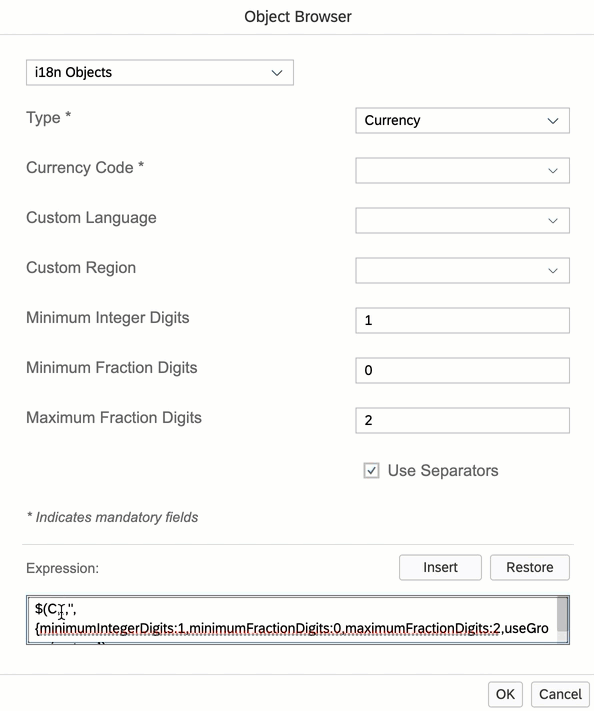 Object Browser
i18n Objects
Type *
Currency
Currency Code *
Custom Language
Custom Region
Minimum Integer Digits
1
Minimum Fraction Digits
0
Maximum Fraction Digits
2
Use Separators
* Indicates mandatory fields
Expression:
Insert
Restore
$(C,,'',
{minimumIntegerDigits:1,minimumFractionDigits:0,maximumFractionDigits:2,useGro
OK
Cancel